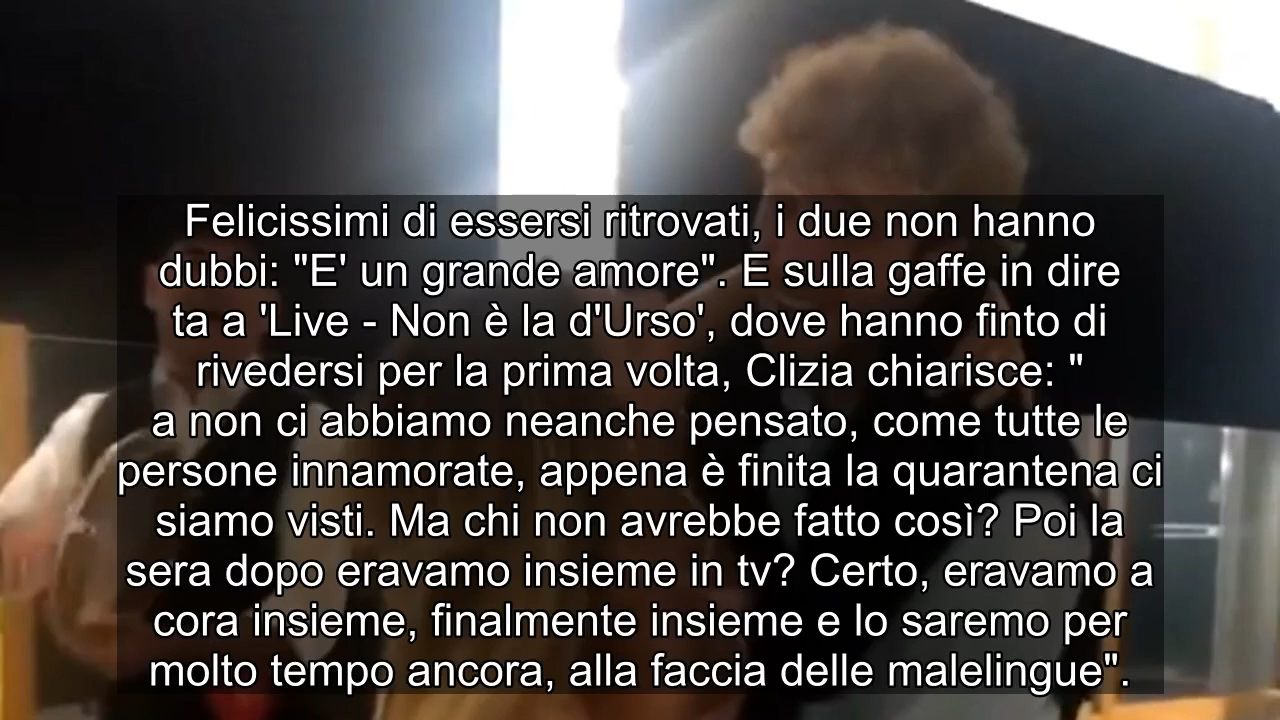 Felicissimi di essersi ritrovati, i due non hanno
dubbi: "E' un grande amore". E sulla gaffe in dire
ta a 'Live - Non è la d'Urso', dove hanno finto di
rivedersi per la prima volta, Clizia chiarisce: "
a non ci abbiamo neanche pensato, come tutte le
persone innamorate, appena è finita la quarantena ci
siamo visti. Ma chi non avrebbe fatto così? Poi la
sera dopo eravamo insieme in tv? Certo, eravamo a
cora insieme, finalmente insieme e lo saremo per
molto tempo ancora, alla faccia delle malelingue".